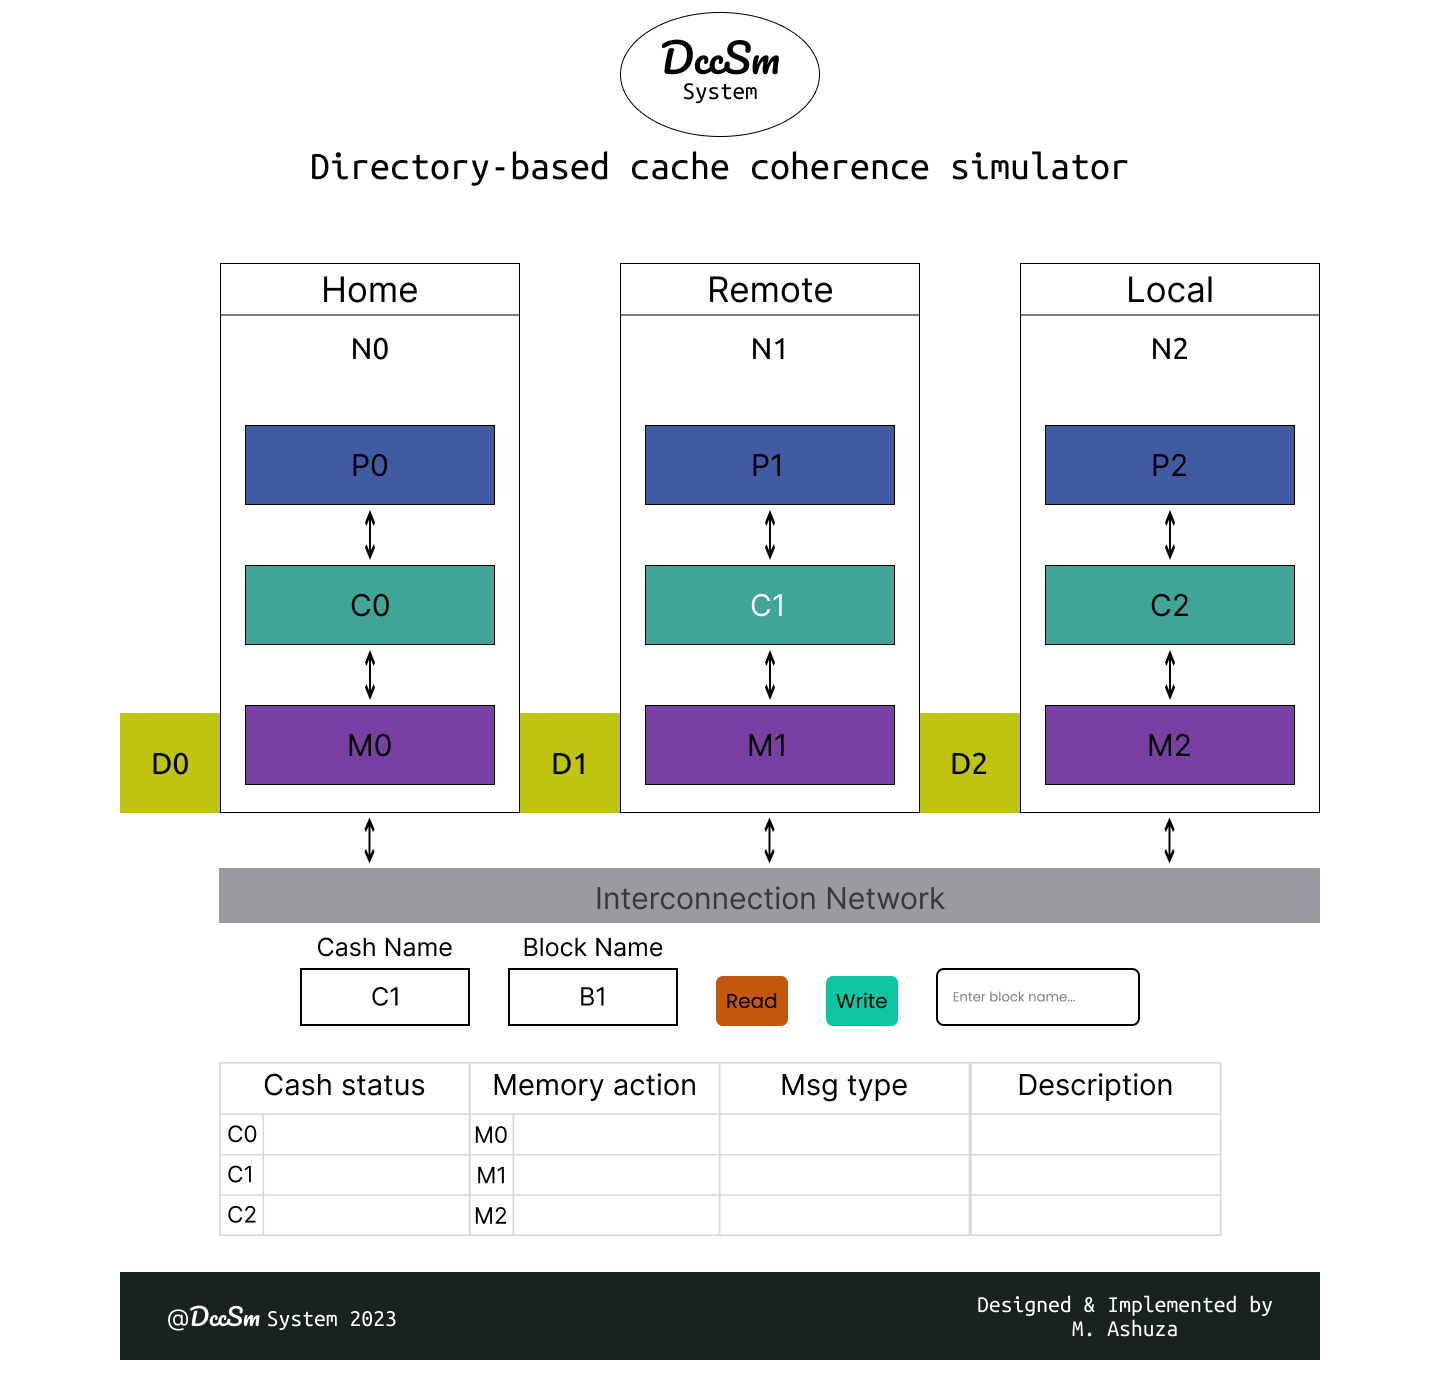 DccSm
System
Directory-based cache coherence simulator
Home
Remote
Local
N0
N1
N2
P0
P1
P2
C0
C1
C2
D0
M0
D1
M1
D2
M2
Interconnection Network
Cash Name
Block Name
C1
B1
Read
Write
Enter block name...
Cash status
Memory action
Msg type
Description
C0
M0
C1
M1
C2
M2
@DccSm System 2023
Designed & Implemented by
M. Ashuza